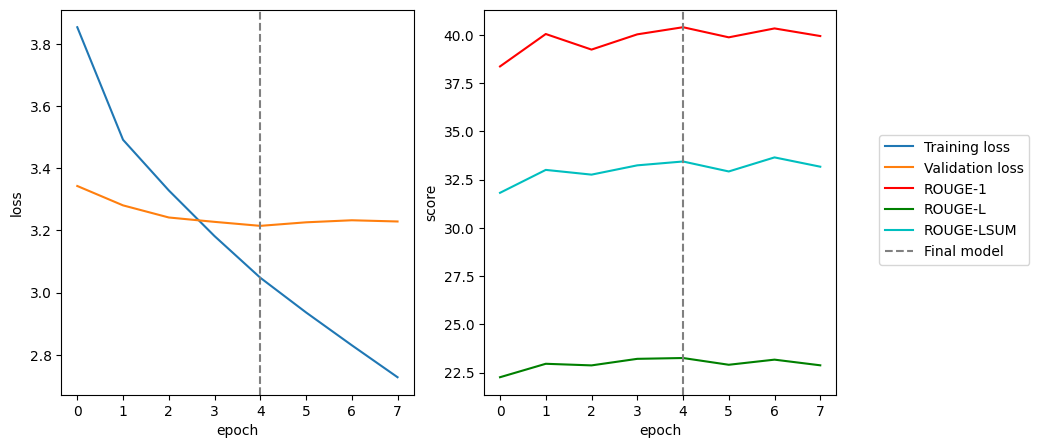 3.8
3.6
3.4
3.2
3.0
2.8
loss
0 1 2 3 4 5 6 7
epoch
40.0
37.5
35.0
32.5
30.0
27.5
25.0
22.5
score
0 1 2 3 4 5 6 7
epoch
Training loss
Validation loss
ROUGE-1
ROUGE-L
ROUGE-LSUM
Final model